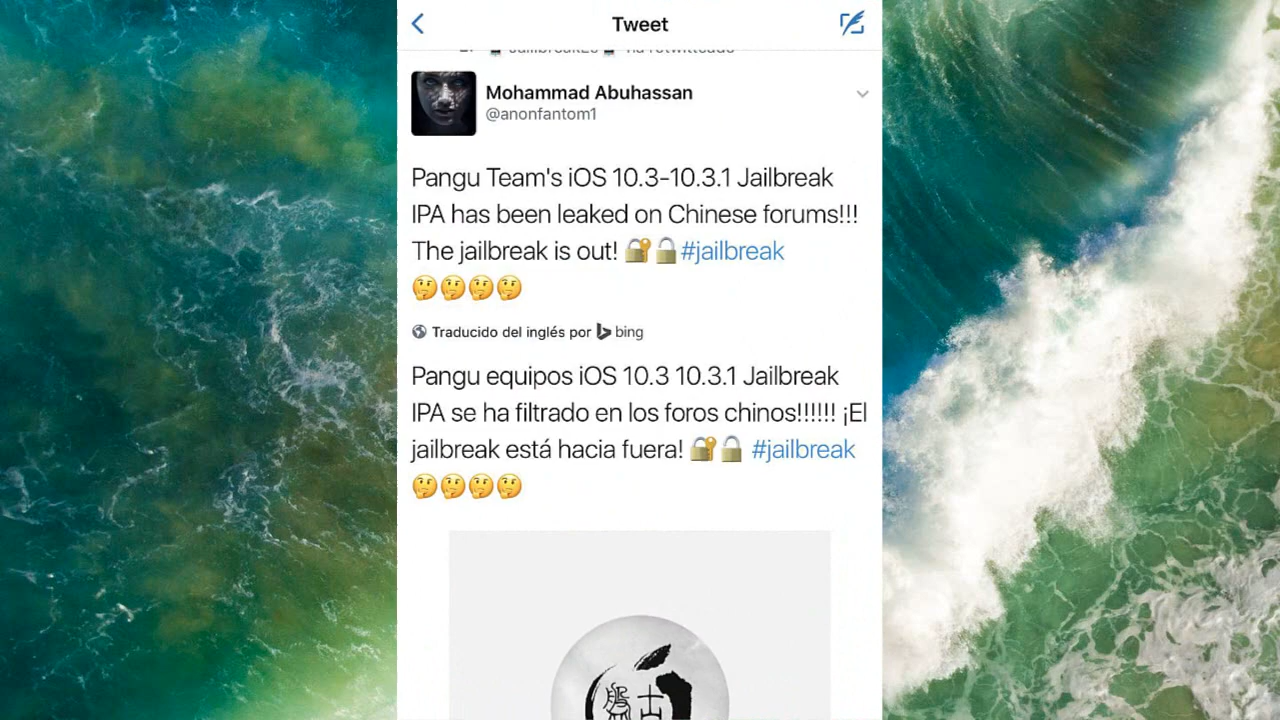 Tweet
Mohammad Abuhassan
@anonfantom1
Pangu Team's iOS 10.3-10.3.1 Jailbreak
IPA has been leaked on Chinese forums!!!
The jailbreak is out! 🔐🔒#jailbreak
🤔🤔🤔🤔
Traducido del inglés por bing
Pangu equipos iOS 10.3 10.3.1 Jailbreak
IPA se ha filtrado en los foros chinos!!!!!! ¡El
jailbreak está hacia fuera! 🔐🔒 #jailbreak
🤔🤔🤔🤔